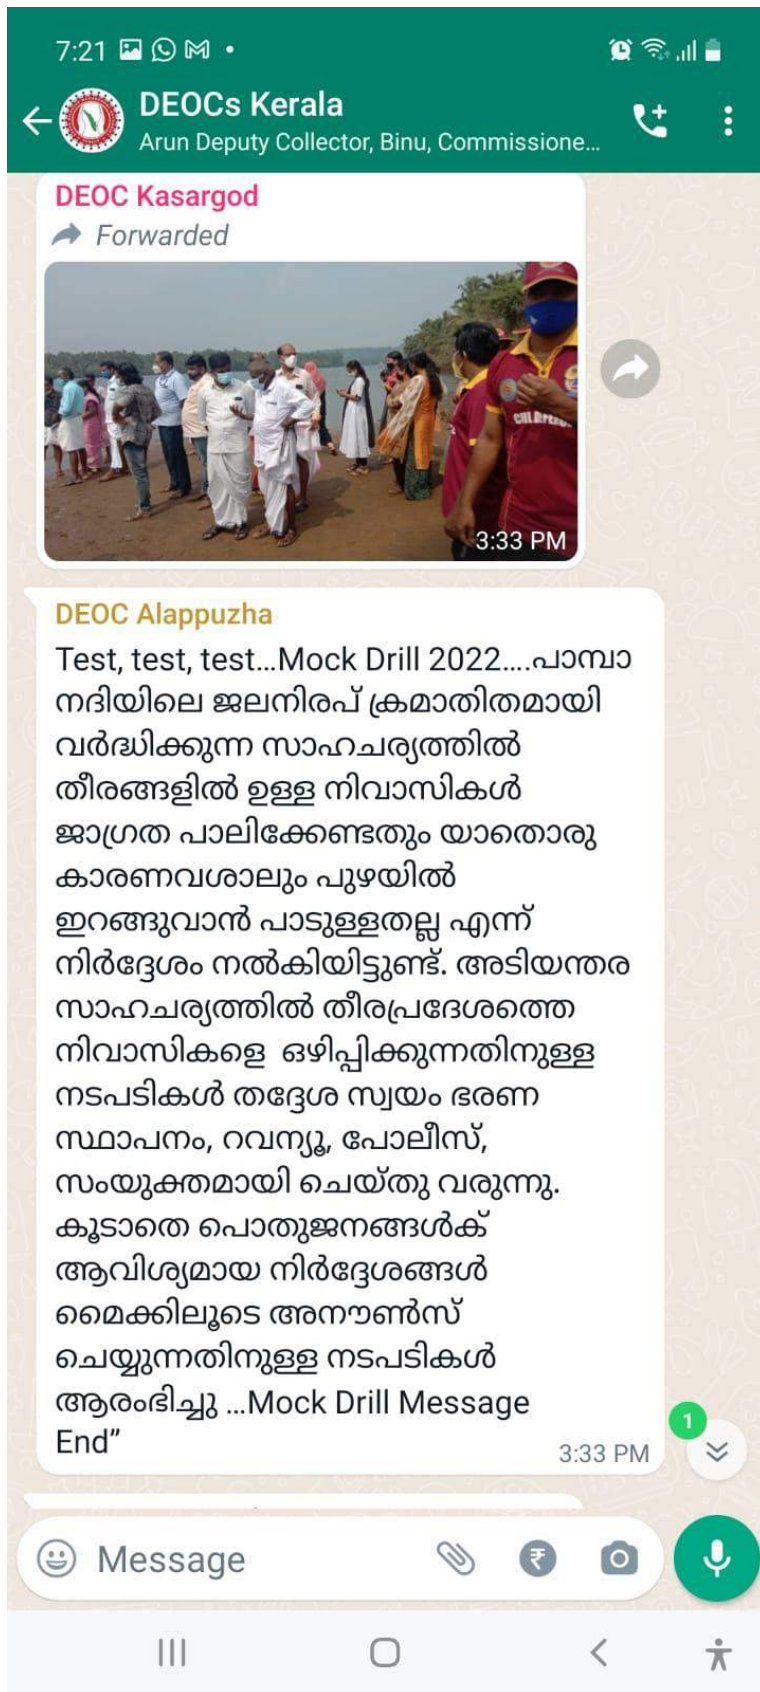 7:21
DEOCs Kerala
Arun Deputy Collector, Binu, Commissione...
DEOC Kasargod
Forwarded
3:33 PM
DEOC Alappuzha
Test, test, test...Mock Drill 2022....പാമ്പാ
നദിയിലെ ജലനിരപ് ക്രമാതിതമായി
വർദ്ധിക്കുന്ന സാഹചര്യത്തിൽ
തീരങ്ങളിൽ ഉള്ള നിവാസികൾ
ജാഗ്രത പാലിക്കേണ്ടതും യാതൊരു
കാരണവശാലും പുഴയിൽ
ഇറങ്ങുവാൻ പാടുള്ളതല്ല എന്ന്
നിർദ്ദേശം നൽകിയിട്ടുണ്ട്. അടിയന്തര
സാഹചര്യത്തിൽ തീരപ്രദേശത്തെ
നിവാസികളെ  ഒഴിപ്പിക്കുന്നതിനുള്ള
നടപടികൾ തദ്ദേശ സ്വയം ഭരണ
സ്ഥാപനം, റവന്യൂ, പോലീസ്,
സംയുക്തമായി ചെയ്തു വരുന്നു.
കൂടാതെ പൊതുജനങ്ങൾക്
ആവിശ്യമായ നിർദ്ദേശങ്ങൾ
മൈക്കിലൂടെ അനൗൺസ്
ചെയ്യുന്നതിനുള്ള നടപടികൾ
ആരംഭിച്ചു ...Mock Drill Message
End”
3:33 PM
1
Message